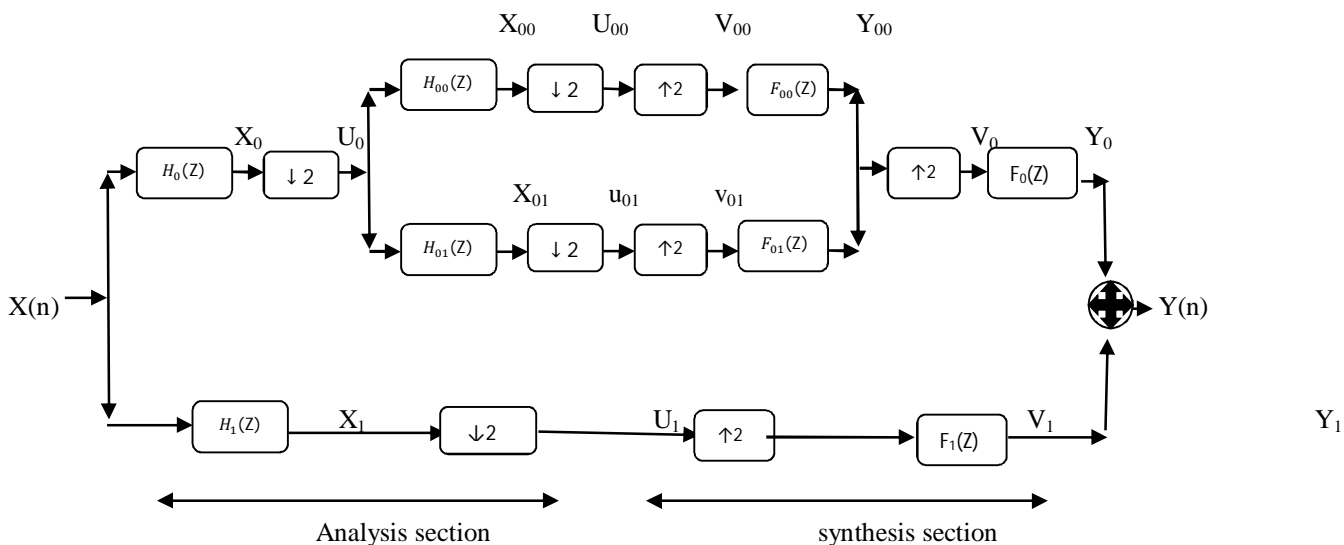 X₀₀ U₀₀ V₀₀ Y₀₀
H₀₀(Z) ↓2 ↑2 F₀₀(Z)
X₀ U₀ V₀ Y₀
H₀(Z) ↓2 ↑2 F₀(Z)
X₀₁ u₀₁ v₀₁
H₀₁(Z) ↓2 ↑2 F₀₁(Z)
X(n) Y(n)
H₁(Z) X₁ ↓2 U₁ ↑2 F₁(Z) V₁ Y₁
Analysis section synthesis section